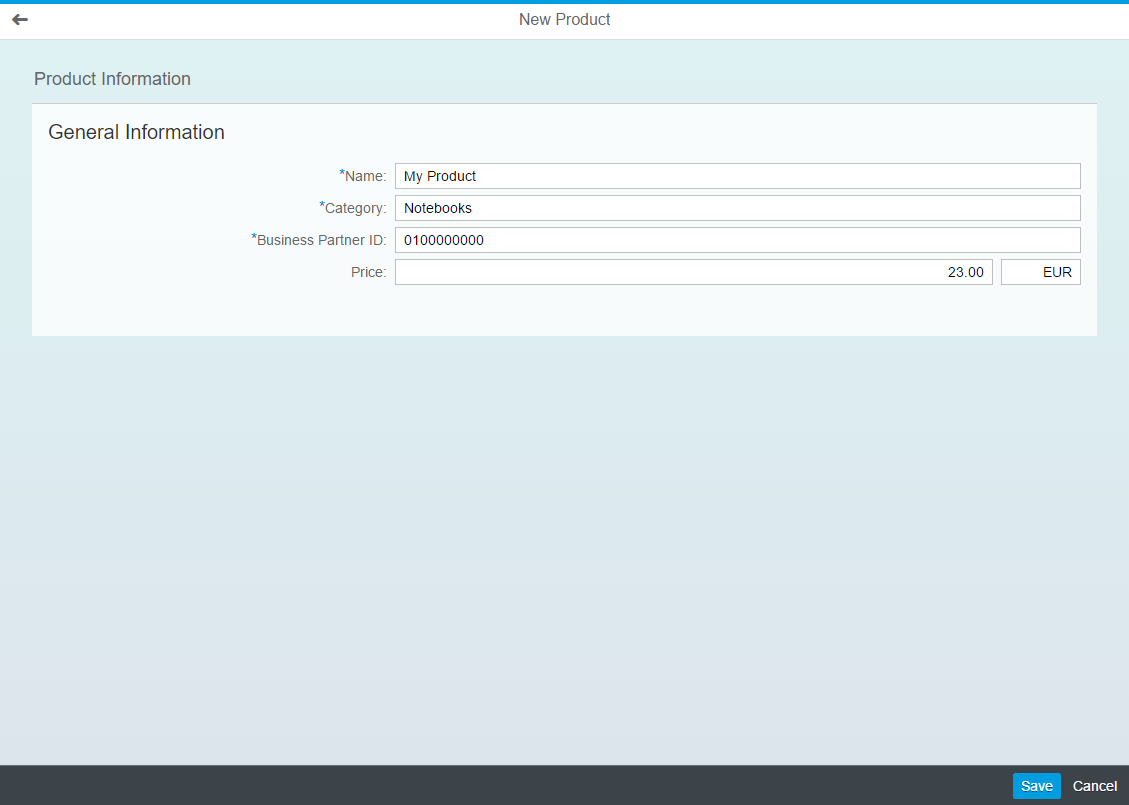 New Product
Product Information
General Information
*Name: My Product
*Category: Notebooks
*Business Partner ID: 0100000000
Price: 23.00 EUR
Save Cancel